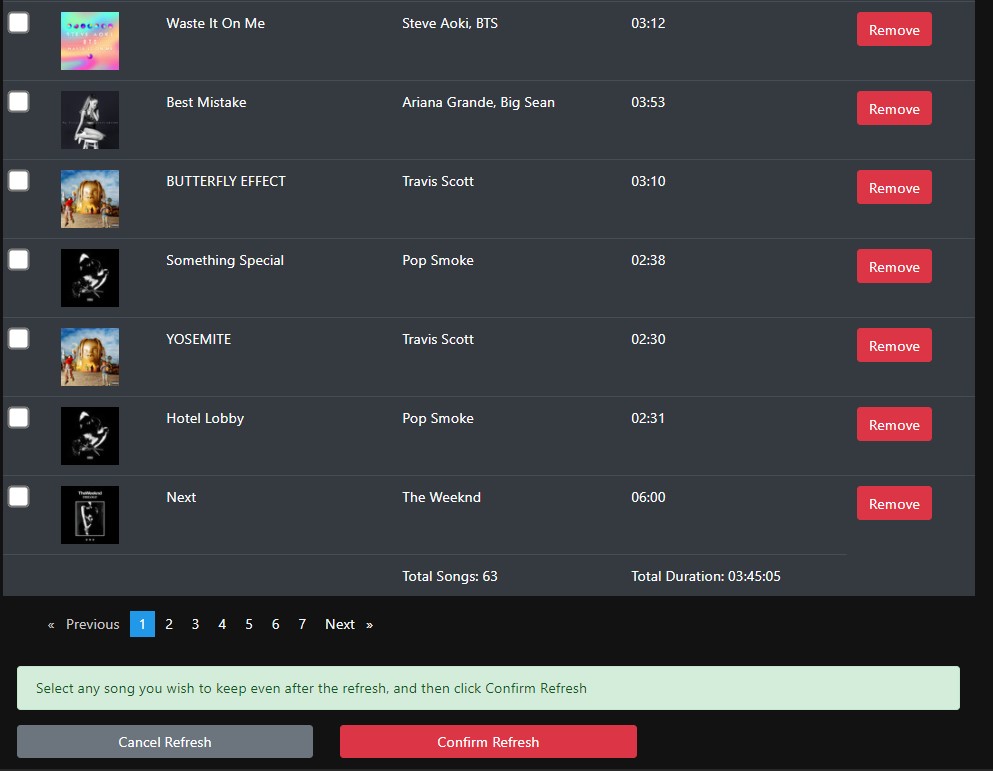 Waste It On Me Steve Aoki, BTS 03:12 Remove
Best Mistake Ariana Grande, Big Sean 03:53 Remove
BUTTERFLY EFFECT Travis Scott 03:10 Remove
Something Special Pop Smoke 02:38 Remove
YOSEMITE Travis Scott 02:30 Remove
Hotel Lobby Pop Smoke 02:31 Remove
Next The Weeknd 06:00 Remove
Total Songs: 63 Total Duration: 03:45:05
« Previous 1 2 3 4 5 6 7 Next »
Select any song you wish to keep even after the refresh, and then click Confirm Refresh
Cancel Refresh Confirm Refresh